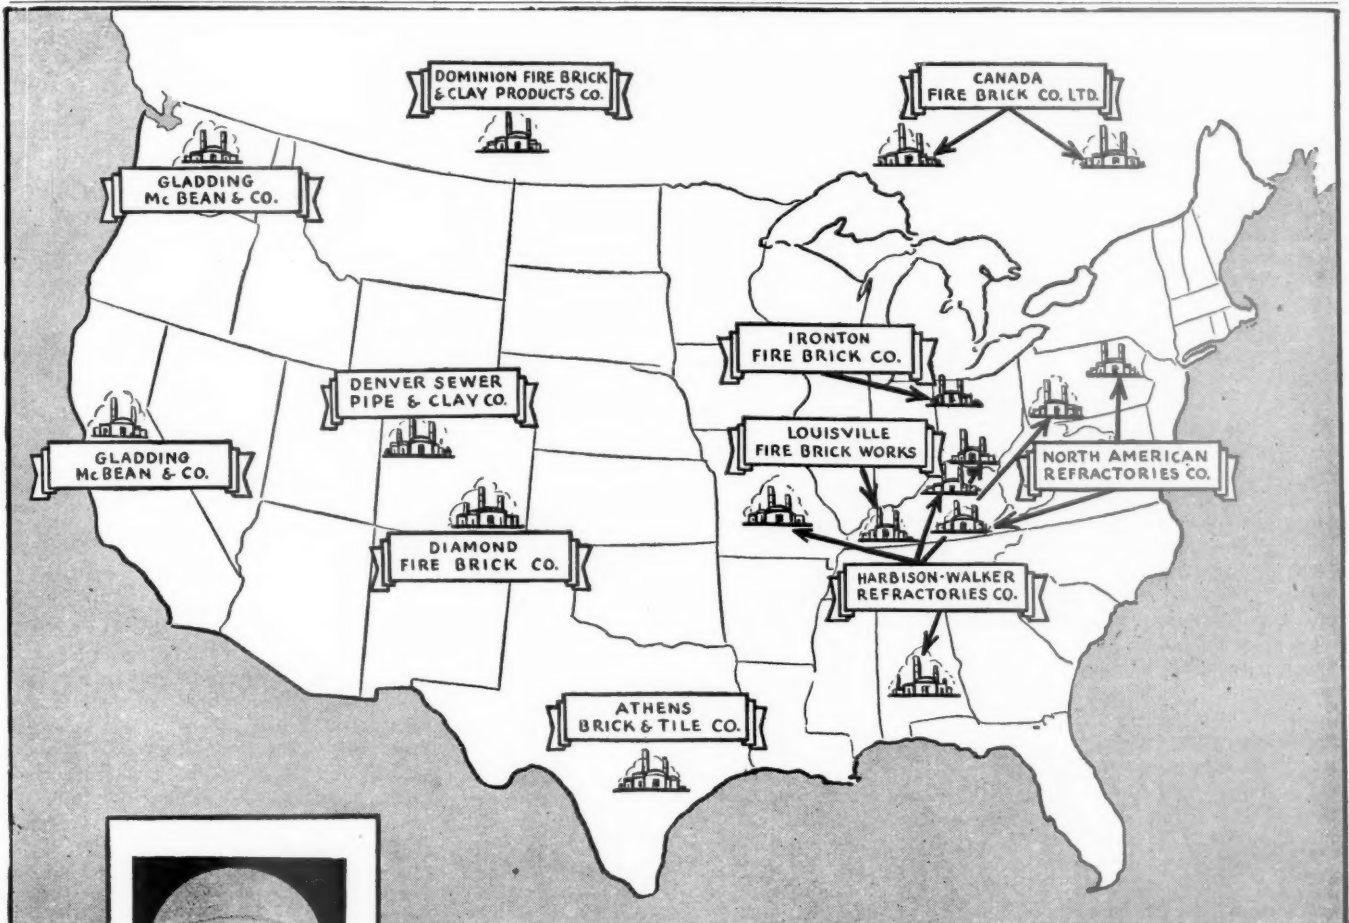 DOMINION FIRE BRICK
& CLAY PRODUCTS CO.
CANADA
FIRE BRICK CO. LTD.
GLADDING
Mc BEAN & CO.
IRONTON
FIRE BRICK CO.
DENVER SEWER
PIPE & CLAY CO.
LOUISVILLE
FIRE BRICK WORKS
GLADDING
McBEAN & CO.
NORTH AMERICAN
REFRACTORIES CO.
DIAMOND
FIRE BRICK CO.
HARBISON-WALKER
REFRACTORIES CO.
ATHENS
BRICK & TILE CO.